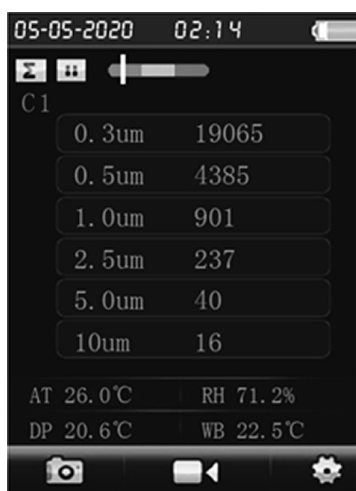 05-05-2020 02:14
Σ
C1
0.3um 19065
0.5um 4385
1.0um 901
2.5um 237
5.0um 40
10um 16
AT 26.0℃ RH 71.2%
DP 20.6℃ WB 22.5℃